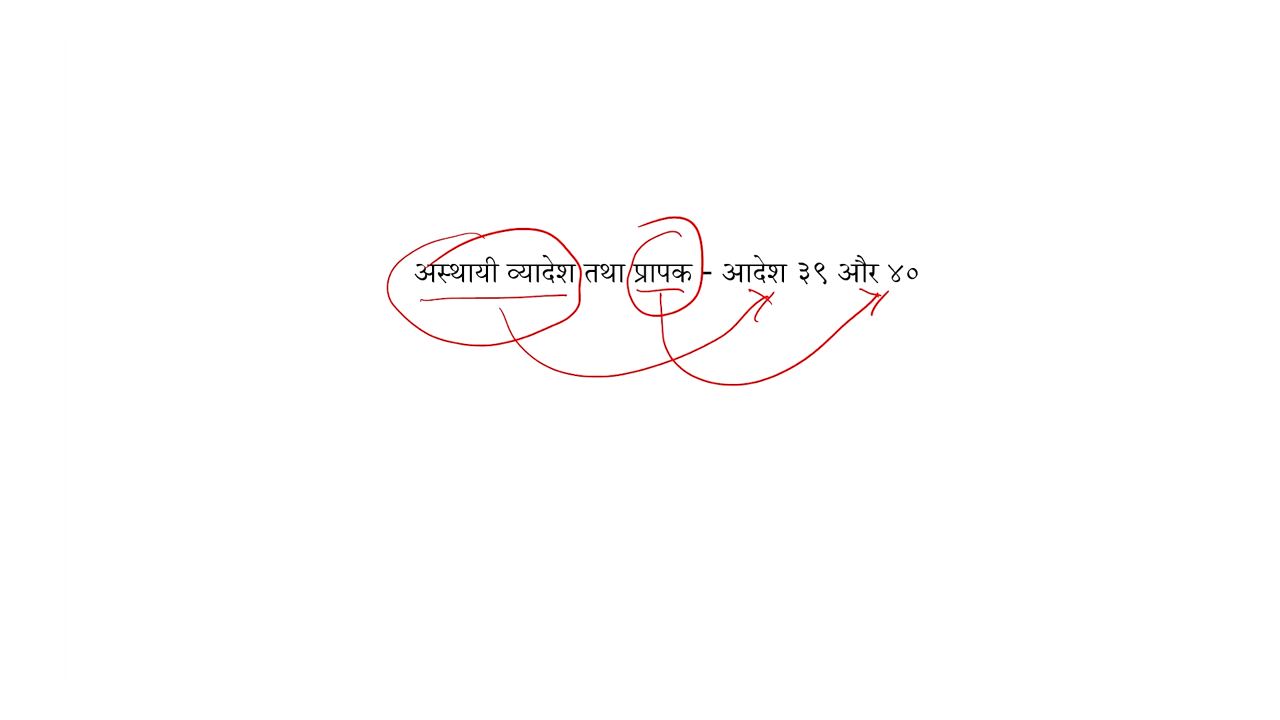 अस्थायी व्यादेश तथा प्रापक - आदेश ३९ और ४०